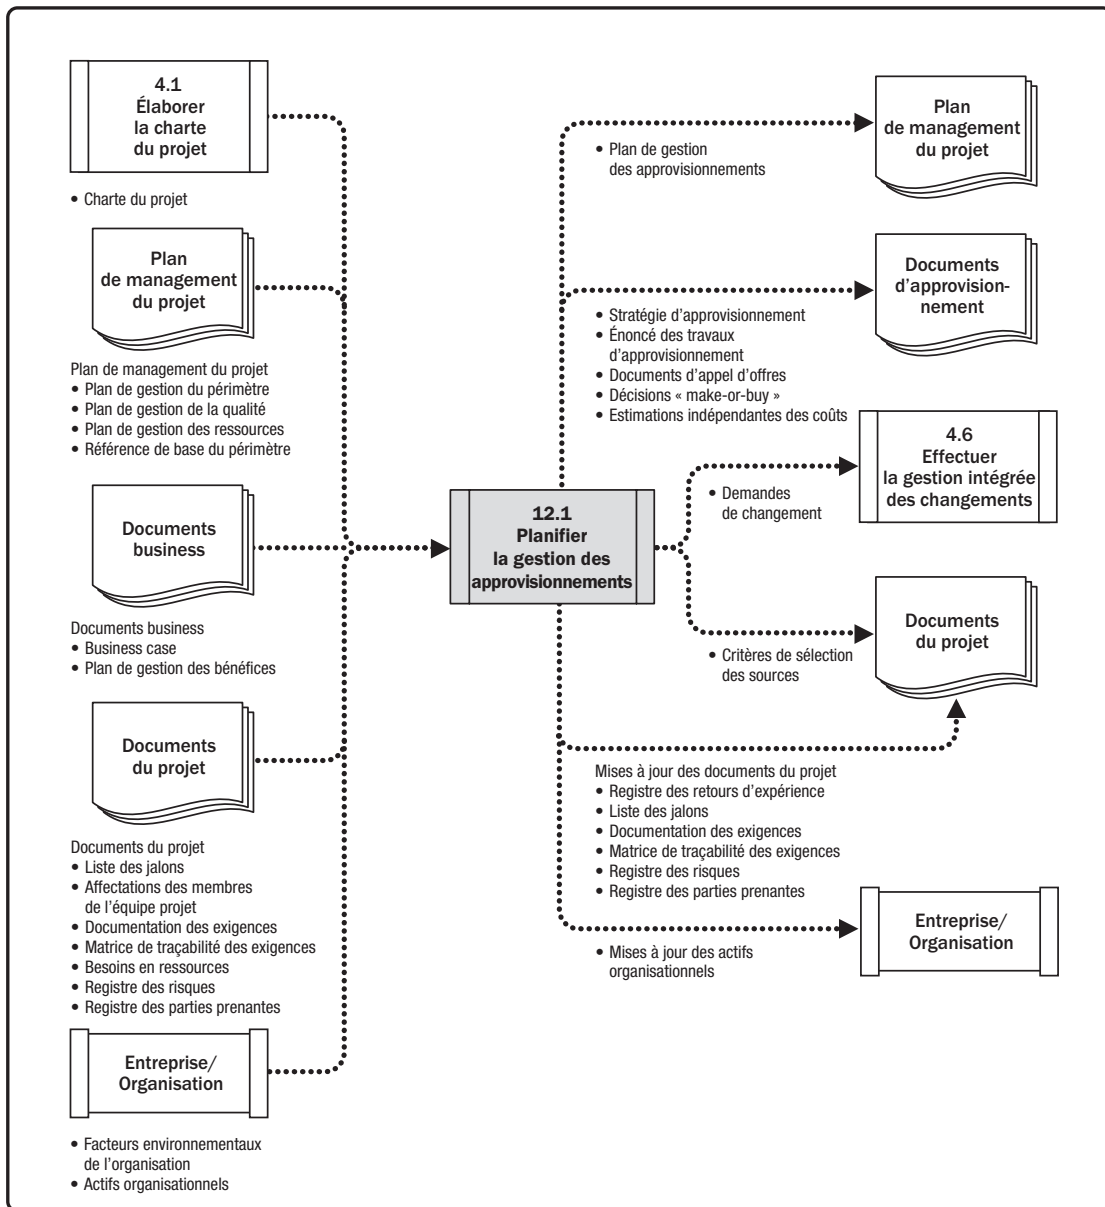 4.1
Élaborer
la charte
du projet
• Charte du projet
Plan
de management
du projet
Plan de management du projet
• Plan de gestion du périmètre
• Plan de gestion de la qualité
• Plan de gestion des ressources
• Référence de base du périmètre
Documents
business
Documents business
• Business case
• Plan de gestion des bénéfices
Documents
du projet
Documents du projet
• Liste des jalons
• Affectations des membres
de l’équipe projet
• Documentation des exigences
• Matrice de traçabilité des exigences
• Besoins en ressources
• Registre des risques
• Registre des parties prenantes
Entreprise/
Organisation
• Facteurs environnementaux
de l’organisation
• Actifs organisationnels
12.1
Planifier
la gestion des
approvisionnements
• Plan de gestion
des approvisionnements
Plan
de management
du projet
• Stratégie d’approvisionnement
• Énoncé des travaux
d’approvisionnement
• Documents d’appel d’offres
• Décisions « make-or-buy »
• Estimations indépendantes des coûts
Documents
d’approvision-
nement
• Demandes
de changement
4.6
Effectuer
la gestion intégrée
des changements
• Critères de sélection
des sources
Documents
du projet
Mises à jour des documents du projet
• Registre des retours d’expérience
• Liste des jalons
• Documentation des exigences
• Matrice de traçabilité des exigences
• Registre des risques
• Registre des parties prenantes
• Mises à jour des actifs
organisationnels
Entreprise/
Organisation